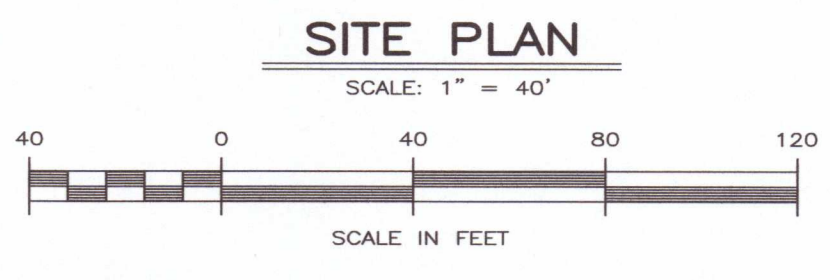 SITE PLAN
SCALE: 1" = 40'
40 0 40 80 120
SCALE IN FEET